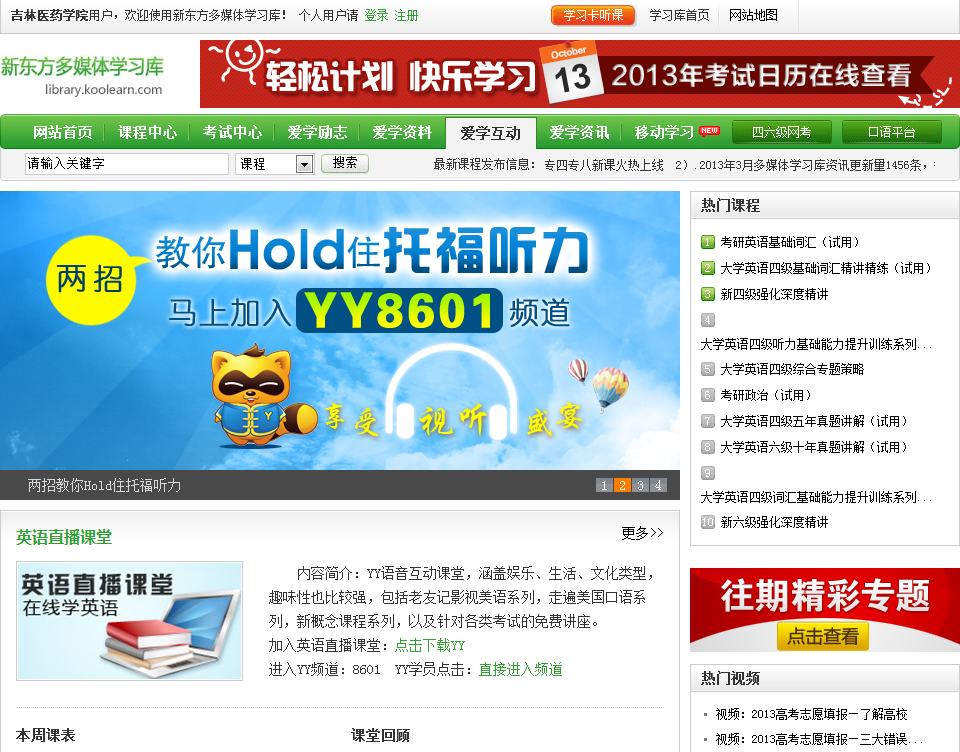 吉林医药学院用户，欢迎使用新东方多媒体学习库！ 个人用户请 登录 注册
学习卡听课 学习库首页 网站地图
新东方多媒体学习库
library.koolearn.com
轻松计划 快乐学习 October 13 2013年考试日历在线查看
网站首页 课程中心 考试中心 爱学励志 爱学资料 爱学互动 爱学资讯 移动学习 NEW 四六级网考 口语平台
请输入关键字 课程 搜索 最新课程发布信息： 专四专八新课火热上线 2）.2013年3月多媒体学习库资讯更新量1456条，
两招
教你Hold住托福听力
马上加入 YY8601 频道
Y
享受视听盛宴
两招教你Hold住托福听力 1 2 3 4
热门课程
1 考研英语基础词汇（试用）
2 大学英语四级基础词汇精讲精练（试用）
3 新四级强化深度精讲
4
大学英语四级听力基础能力提升训练系列...
5 大学英语四级综合专题策略
6 考研政治（试用）
7 大学英语四级五年真题讲解（试用）
8 大学英语六级十年真题讲解（试用）
9
大学英语四级词汇基础能力提升训练系列...
10 新六级强化深度精讲
英语直播课堂 更多>>
英语直播课堂
在线学英语
内容简介：YY语音互动课堂，涵盖娱乐、生活、文化类型，
趣味性也比较强，包括老友记影视美语系列，走遍美国口语系
列，新概念课程系列，以及针对各类考试的免费讲座。
加入英语直播课堂：点击下载YY
进入YY频道：8601 YY学员点击：直接进入频道
本周课表 课堂回顾
往期精彩专题
点击查看
热门视频
• 视频：2013高考志愿填报—了解高校
• 视频：2013高考志愿填报—三大错误...